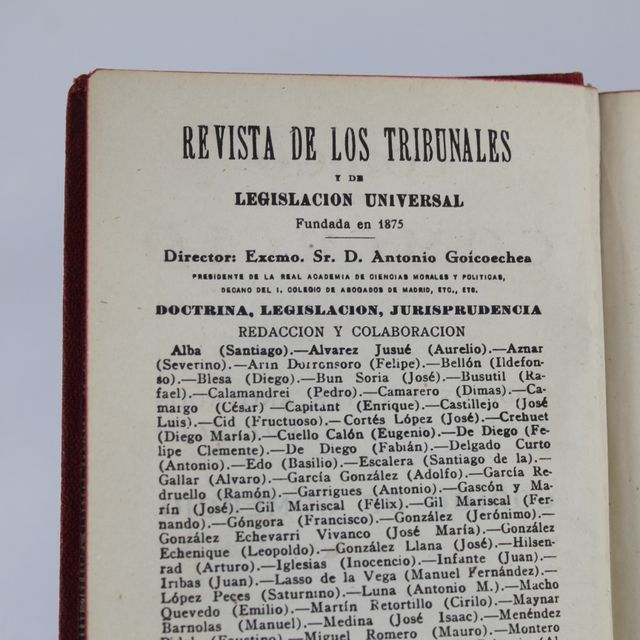 REVISTA DE LOS TRIBUNALES
Y DE
LEGISLACION UNIVERSAL
Fundada en 1875
Director: Excmo. Sr. D. Antonio Goicoechea
PRESIDENTE DE LA REAL ACADEMIA DE CIENCIAS MORALES Y POLITICAS,
DECANO DEL I. COLEGIO DE ABOGADOS DE MADRID, ETC., ETC.
DOCTRINA, LEGISLACION, JURISPRUDENCIA
REDACCION Y COLABORACION
Alba (Santiago).—Alvarez Jusué (Aurelio).—Aznar
(Severino).—Arin Dorronsoro (Felipe).—Bellón (Ildefon-
so).—Blesa (Diego).—Bun Soria (José).—Busutil (Ra-
fael).—Calamandrei (Pedro).—Camarero (Dimas).—Ca-
margo (César)—Capitant (Enrique).—Castillejo (José
Luis).—Cid (Fructuoso).—Cortés López (José).—Crehuet
(Diego María).—Cuello Calón (Eugenio).—De Diego (Fe-
lipe Clemente).—De Diego (Fabián).—Delgado Curto
(Antonio).—Edo (Basilio).—Escalera (Santiago de la).—
Gallar (Alvaro).—García González (Adolfo).—García Re-
druello (Ramón).—Garrigues (Antonio).—Gascón y Ma-
rín (José).—Gil Mariscal (Félix).—Gil Mariscal (Fer-
nando).—Góngora (Francisco).—González (Jerónimo).—
González Echevarri Vivanco (José María).—González
Echenique (Leopoldo).—González Llana (José).—Hilsen-
rad (Arturo).—Iglesias (Inocencio).—Infante (Juan).—
Iribas (Juan).—Lasso de la Vega (Manuel Fernández).—
López Peces (Saturnino).—Luna (Antonio M.).—Macho
Quevedo (Emilio).—Martín Retortillo (Cirilo).—Maynar
Barnolas (Manuel).—Medina (José Isaac).—Menéndez
(Faustino).—Miguel Romero (Mauro).—Montero